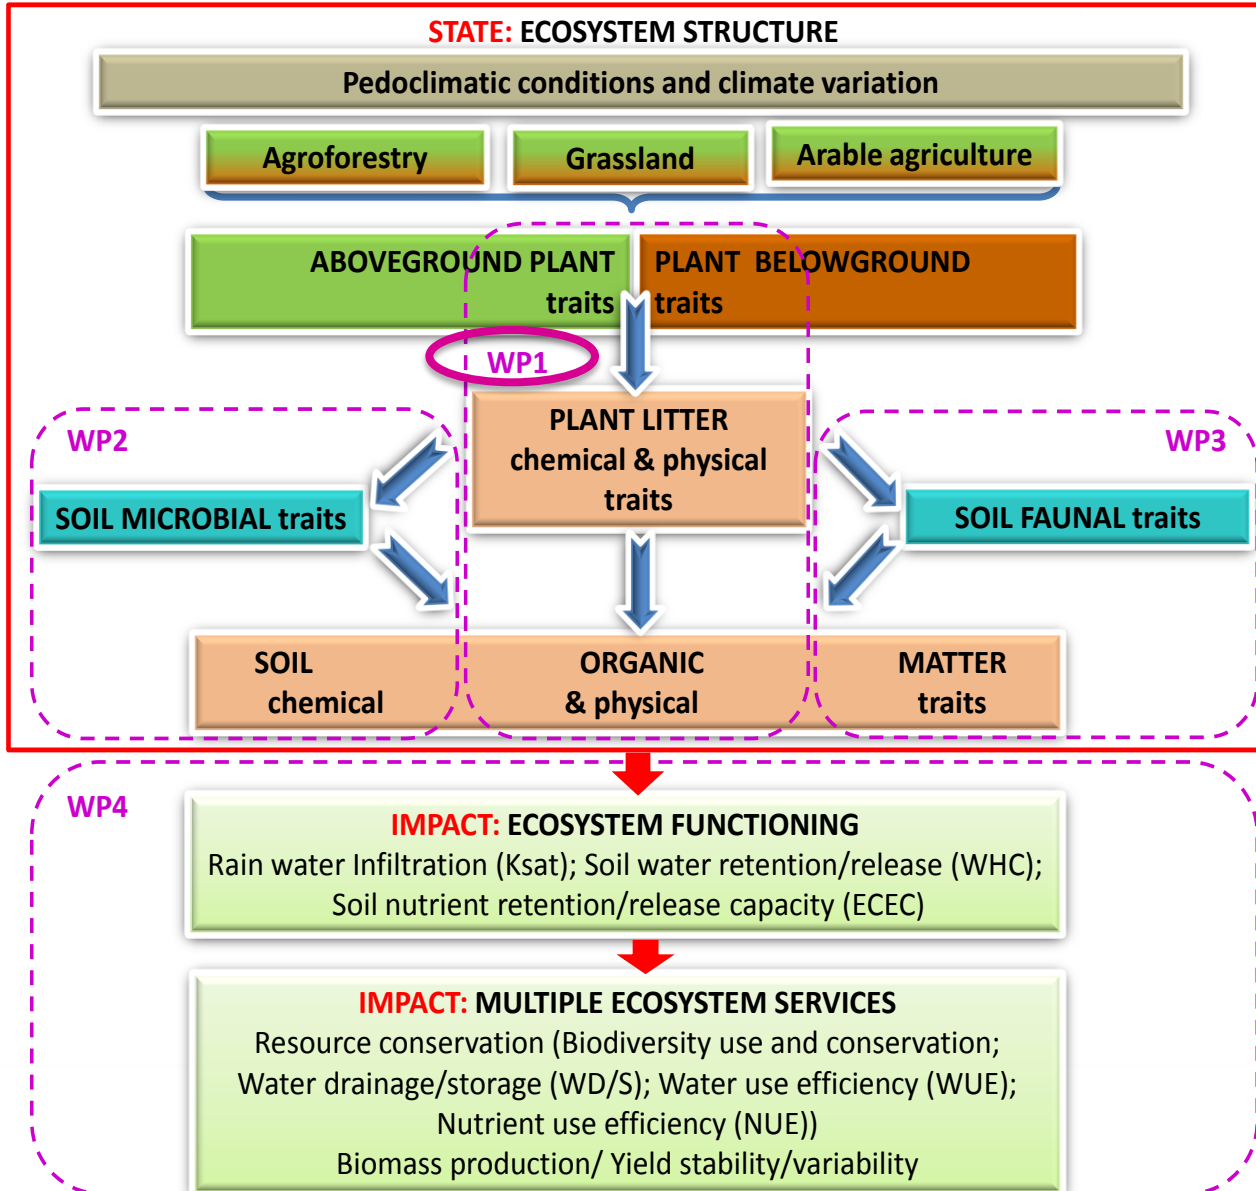 STATE: ECOSYSTEM STRUCTURE
Pedoclimatic conditions and climate variation
Agroforestry
Grassland
Arable agriculture
ABOVEGROUND PLANT
traits
PLANT BELOWGROUND
traits
WP1
PLANT LITTER
chemical & physical
traits
WP2
WP3
SOIL MICROBIAL traits
SOIL FAUNAL traits
SOIL ORGANIC MATTER
chemical & physical traits
WP4
IMPACT: ECOSYSTEM FUNCTIONING
Rain water Infiltration (Ksat); Soil water retention/release (WHC);
Soil nutrient retention/release capacity (ECEC)
IMPACT: MULTIPLE ECOSYSTEM SERVICES
Resource conservation (Biodiversity use and conservation;
Water drainage/storage (WD/S); Water use efficiency (WUE);
Nutrient use efficiency (NUE))
Biomass production/ Yield stability/variability